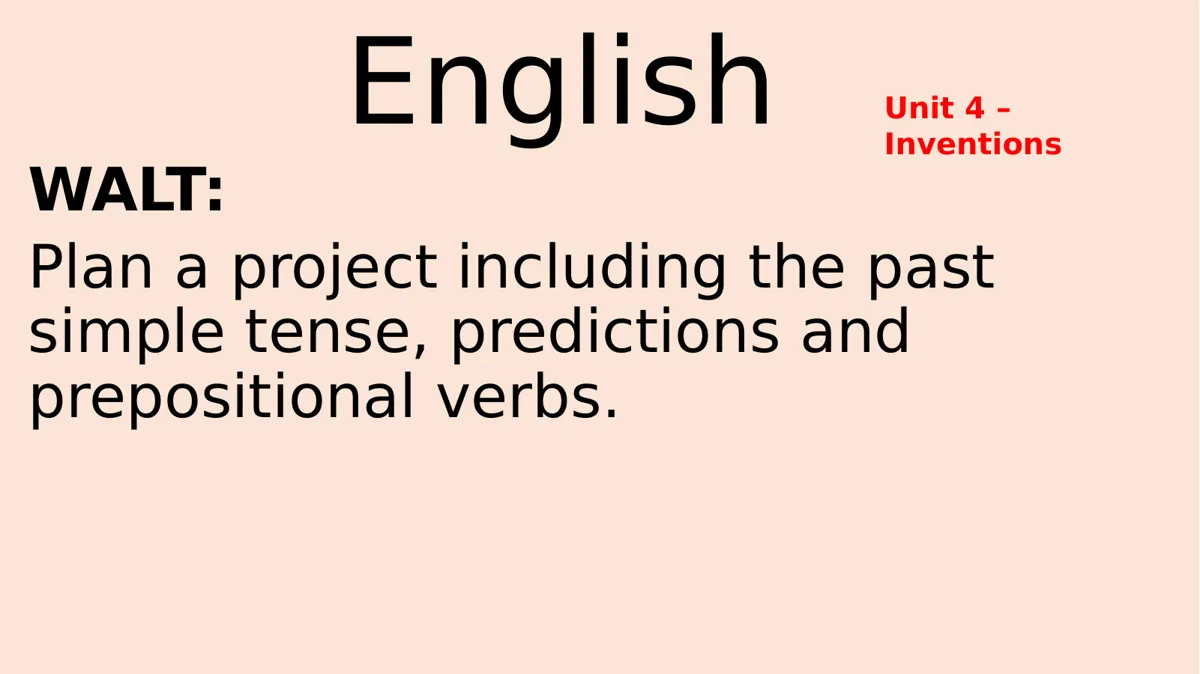 English
Unit 4 –
Inventions
WALT:
Plan a project including the past
simple tense, predictions and
prepositional verbs.